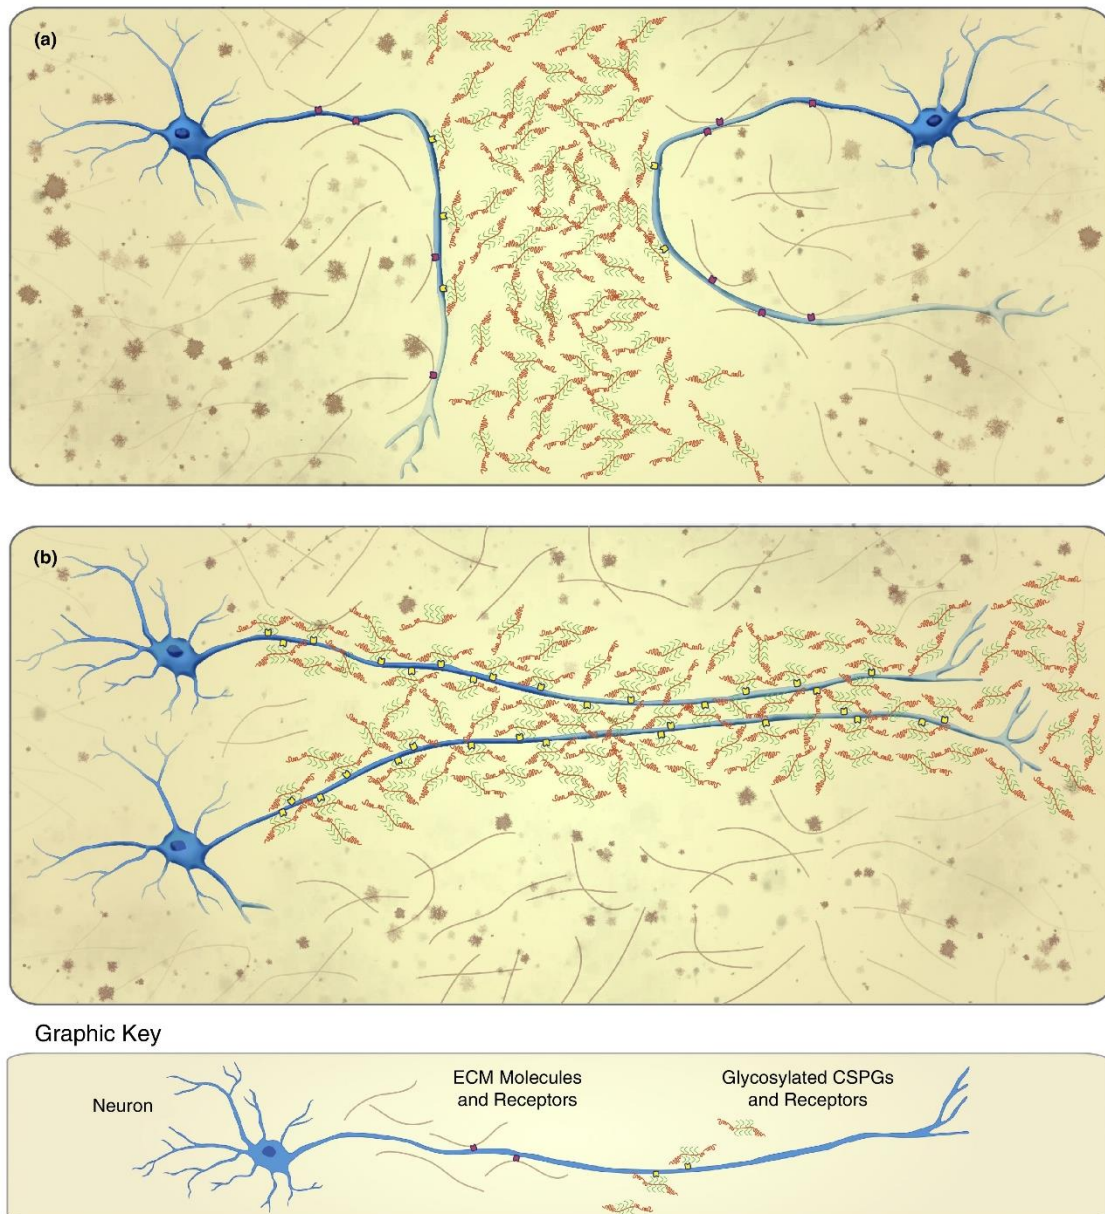 (a)
(b)
Graphic Key
Neuron
ECM Molecules
and Receptors
Glycosylated CSPGs
and Receptors